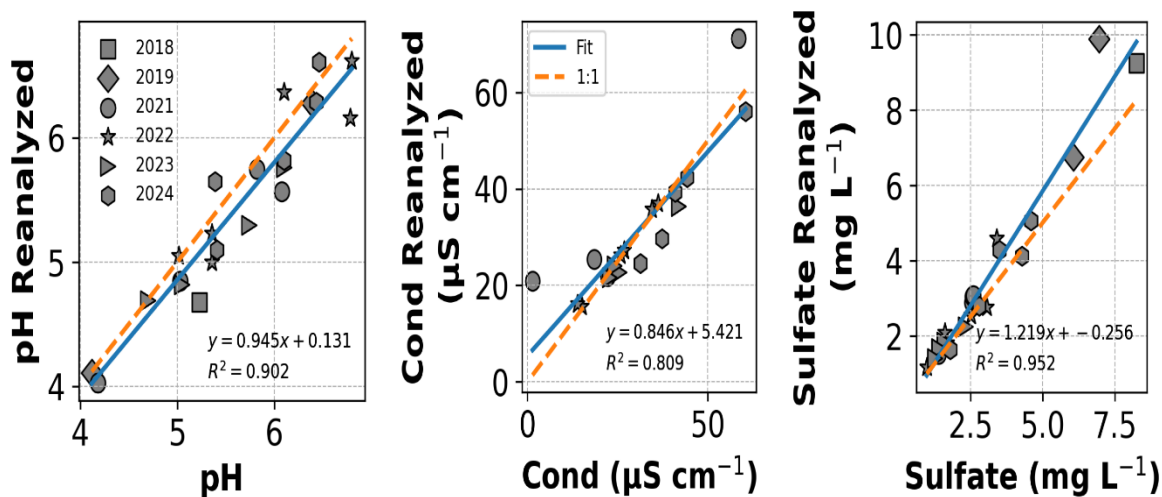 pH Reanalyzed
6
5
4
2018
2019
2021
2022
2023
2024
y = 0.945x + 0.131
R² = 0.902
4 5 6
pH
Cond Reanalyzed
(µS cm⁻¹)
60
40
20
0
Fit
1:1
y = 0.846x + 5.421
R² = 0.809
0 50
Cond (µS cm⁻¹)
Sulfate Reanalyzed
(mg L⁻¹)
10
8
6
4
2
y = 1.219x + −0.256
R² = 0.952
2.5 5.0 7.5
Sulfate (mg L⁻¹)